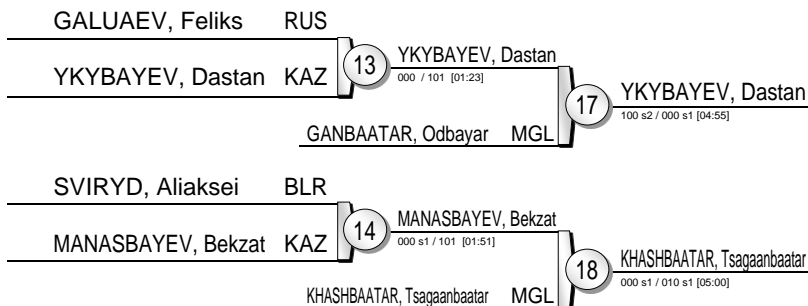 GALUAEV, Feliks RUS
13
YKYBAYEV, Dastan
000 / 101 [01:23]
YKYBAYEV, Dastan KAZ
17
YKYBAYEV, Dastan
100 s2 / 000 s1 [04:55]
GANBAATAR, Odbayar MGL
SVIRYD, Aliaksei BLR
14
MANASBAYEV, Bekzat
000 s1 / 101 [01:51]
MANASBAYEV, Bekzat KAZ
18
KHASHBAATAR, Tsagaanbaatar
000 s1 / 010 s1 [05:00]
KHASHBAATAR, Tsagaanbaatar MGL